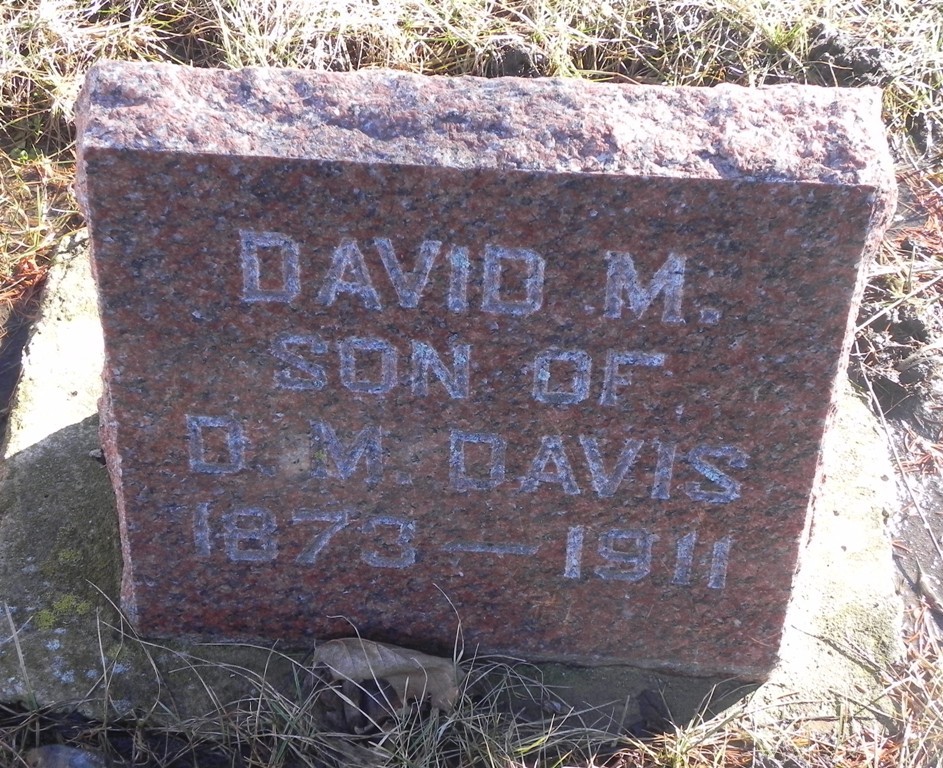 DAVID M.
SON OF
D. M. DAVIS
1873 — 1911